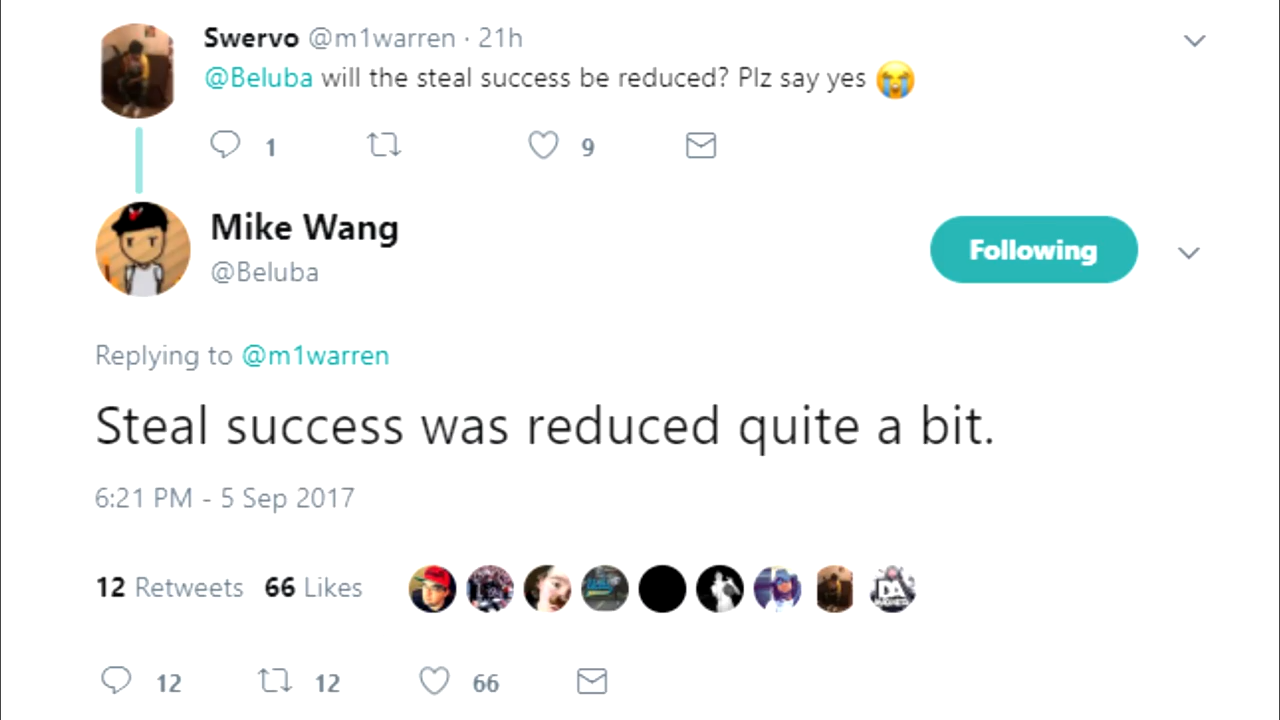 Swervo @m1warren · 21h
@Beluba will the steal success be reduced? Plz say yes 😭
1 9
Mike Wang
@Beluba
Following
Replying to @m1warren
Steal success was reduced quite a bit.
6:21 PM - 5 Sep 2017
12 Retweets 66 Likes
DA
12 12 66